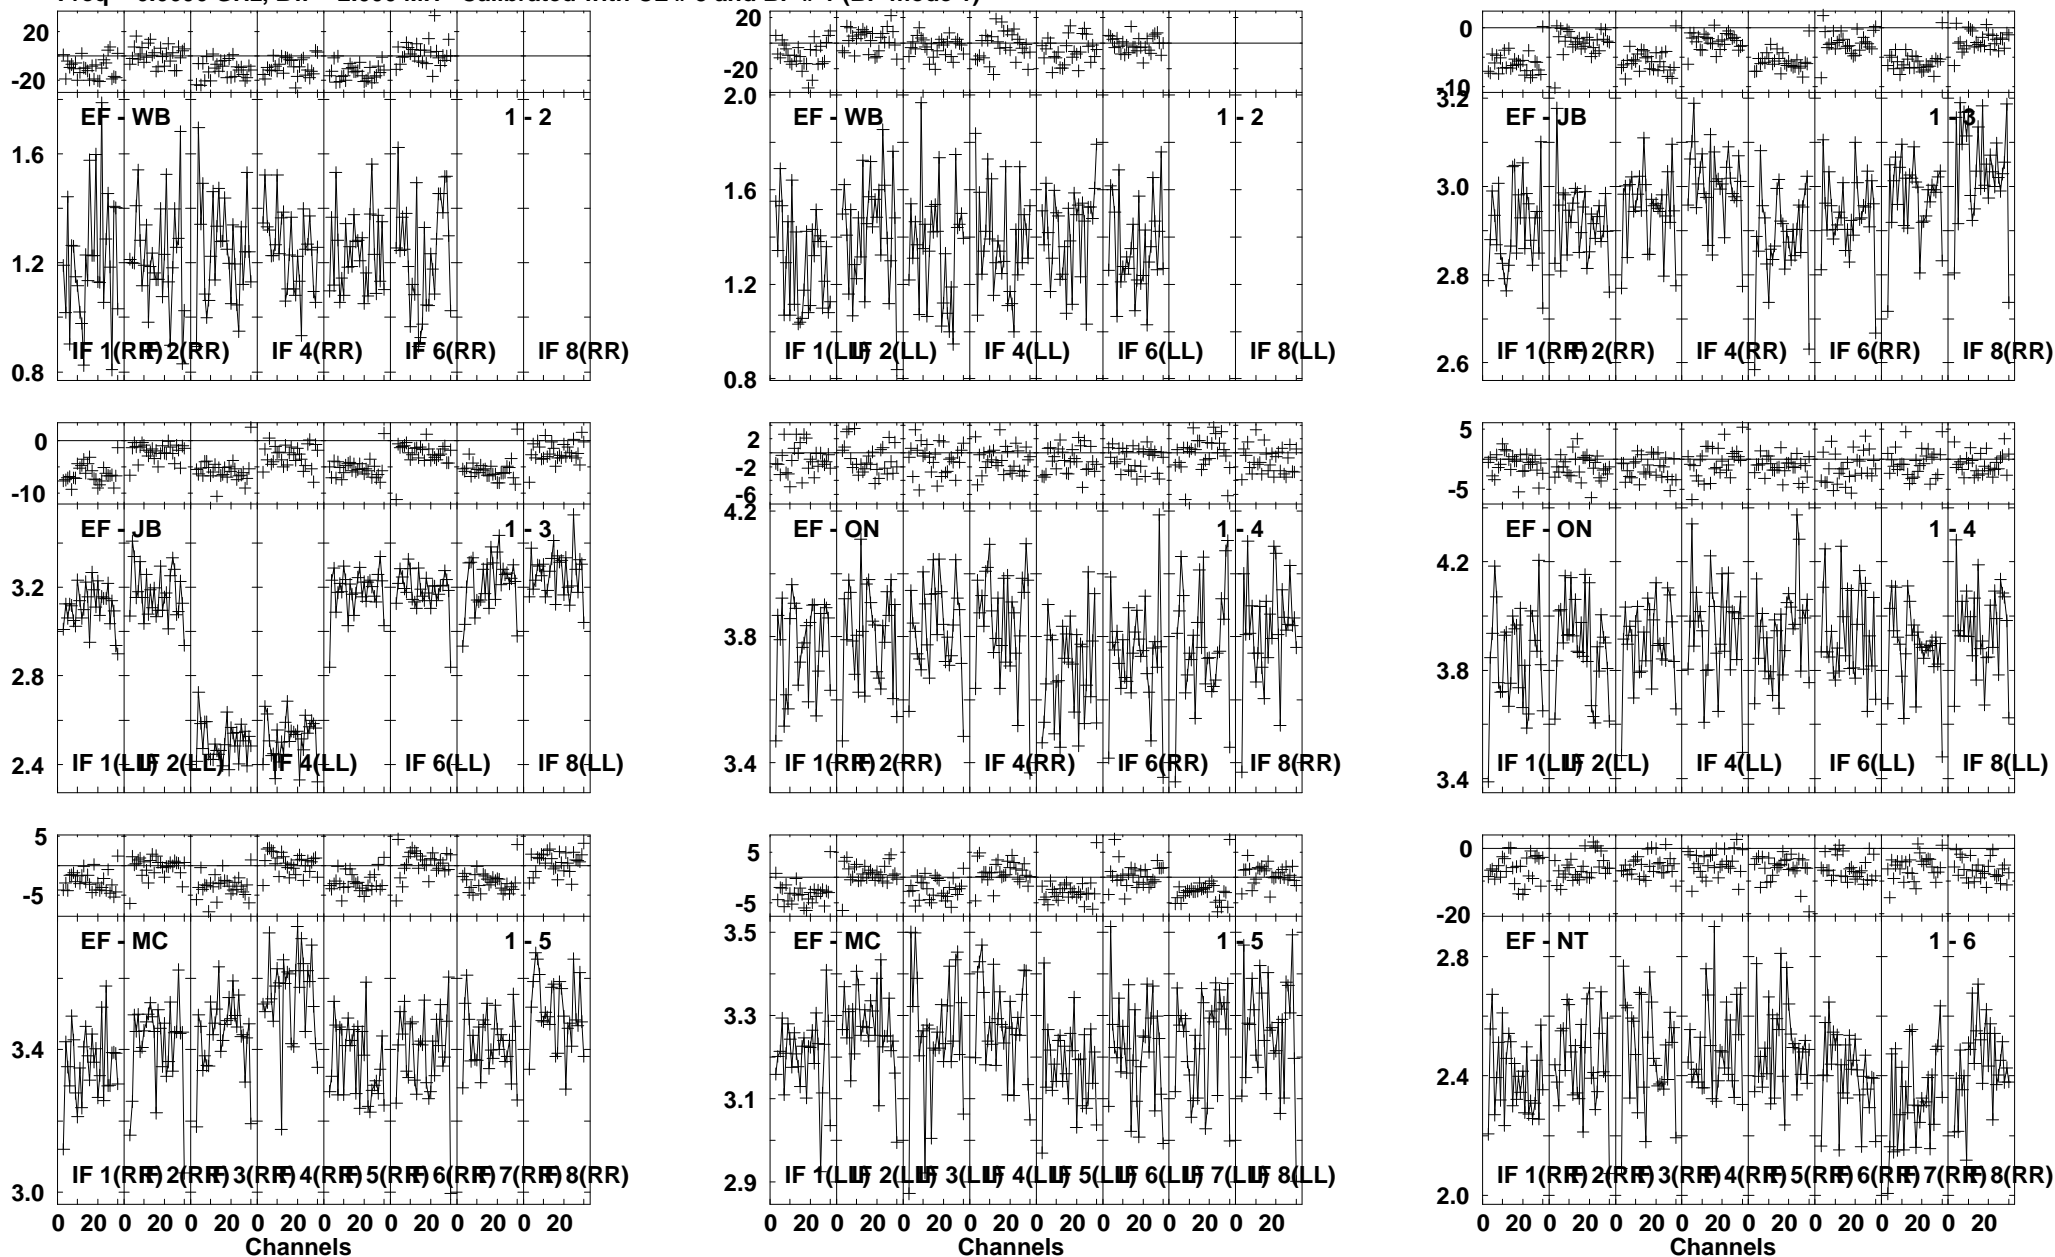 20
-20
EF - WB
1 - 2
1.6
1.2
0.8
IF 1(RR)
IF 2(RR)
IF 4(RR)
IF 6(RR)
IF 8(RR)
20
-20
2.0
EF - WB
1 - 2
1.6
1.2
0.8
IF 1(LL)
IF 2(LL)
IF 4(LL)
IF 6(LL)
IF 8(LL)
0
-10
3.2
EF - JB
1 - 3
3.0
2.8
2.6
IF 1(RR)
IF 2(RR)
IF 4(RR)
IF 6(RR)
IF 8(RR)
0
-10
EF - JB
1 - 3
3.2
2.8
2.4
IF 1(LL)
IF 2(LL)
IF 4(LL)
IF 6(LL)
IF 8(LL)
2
-2
-6
4.2
EF - ON
1 - 4
3.8
3.4
IF 1(RR)
IF 2(RR)
IF 4(RR)
IF 6(RR)
IF 8(RR)
5
-5
EF - ON
1 - 4
4.2
3.8
3.4
IF 1(LL)
IF 2(LL)
IF 4(LL)
IF 6(LL)
IF 8(LL)
5
-5
EF - MC
1 - 5
3.4
3.0
IF 1(RR)
IF 2(RR)
IF 3(RR)
IF 4(RR)
IF 5(RR)
IF 6(RR)
IF 7(RR)
IF 8(RR)
0 20 0 20 0 20 0 20 0 20 0 20 0 20 0 20
Channels
5
-5
3.5
EF - MC
1 - 5
3.3
3.1
2.9
IF 1(LL)
IF 2(LL)
IF 3(LL)
IF 4(LL)
IF 5(LL)
IF 6(LL)
IF 7(LL)
IF 8(LL)
0 20 0 20 0 20 0 20 0 20 0 20 0 20 0 20
Channels
0
-20
EF - NT
1 - 6
2.8
2.4
2.0
IF 1(RR)
IF 2(RR)
IF 3(RR)
IF 4(RR)
IF 5(RR)
IF 6(RR)
IF 7(RR)
IF 8(RR)
0 20 0 20 0 20 0 20 0 20 0 20 0 20 0 20
Channels